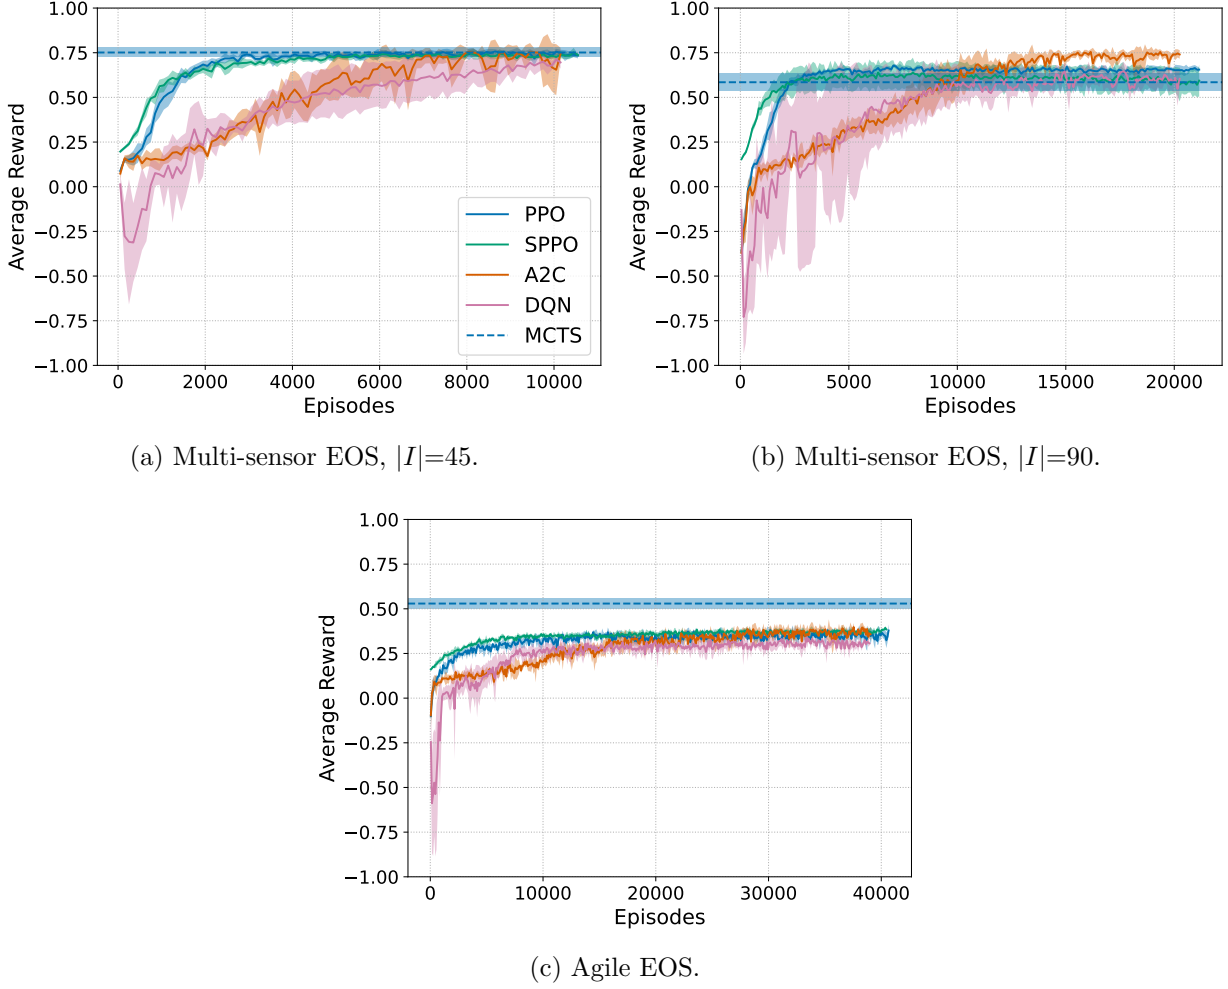 1.00
0.75
0.50
0.25
0.00
−0.25
−0.50
−0.75
−1.00
Average Reward
0 2000 4000 6000 8000 10000
Episodes
PPO
SPPO
A2C
DQN
MCTS
(a) Multi-sensor EOS, |I|=45.
1.00
0.75
0.50
0.25
0.00
−0.25
−0.50
−0.75
−1.00
Average Reward
0 5000 10000 15000 20000
Episodes
(b) Multi-sensor EOS, |I|=90.
1.00
0.75
0.50
0.25
0.00
−0.25
−0.50
−0.75
−1.00
Average Reward
0 10000 20000 30000 40000
Episodes
(c) Agile EOS.